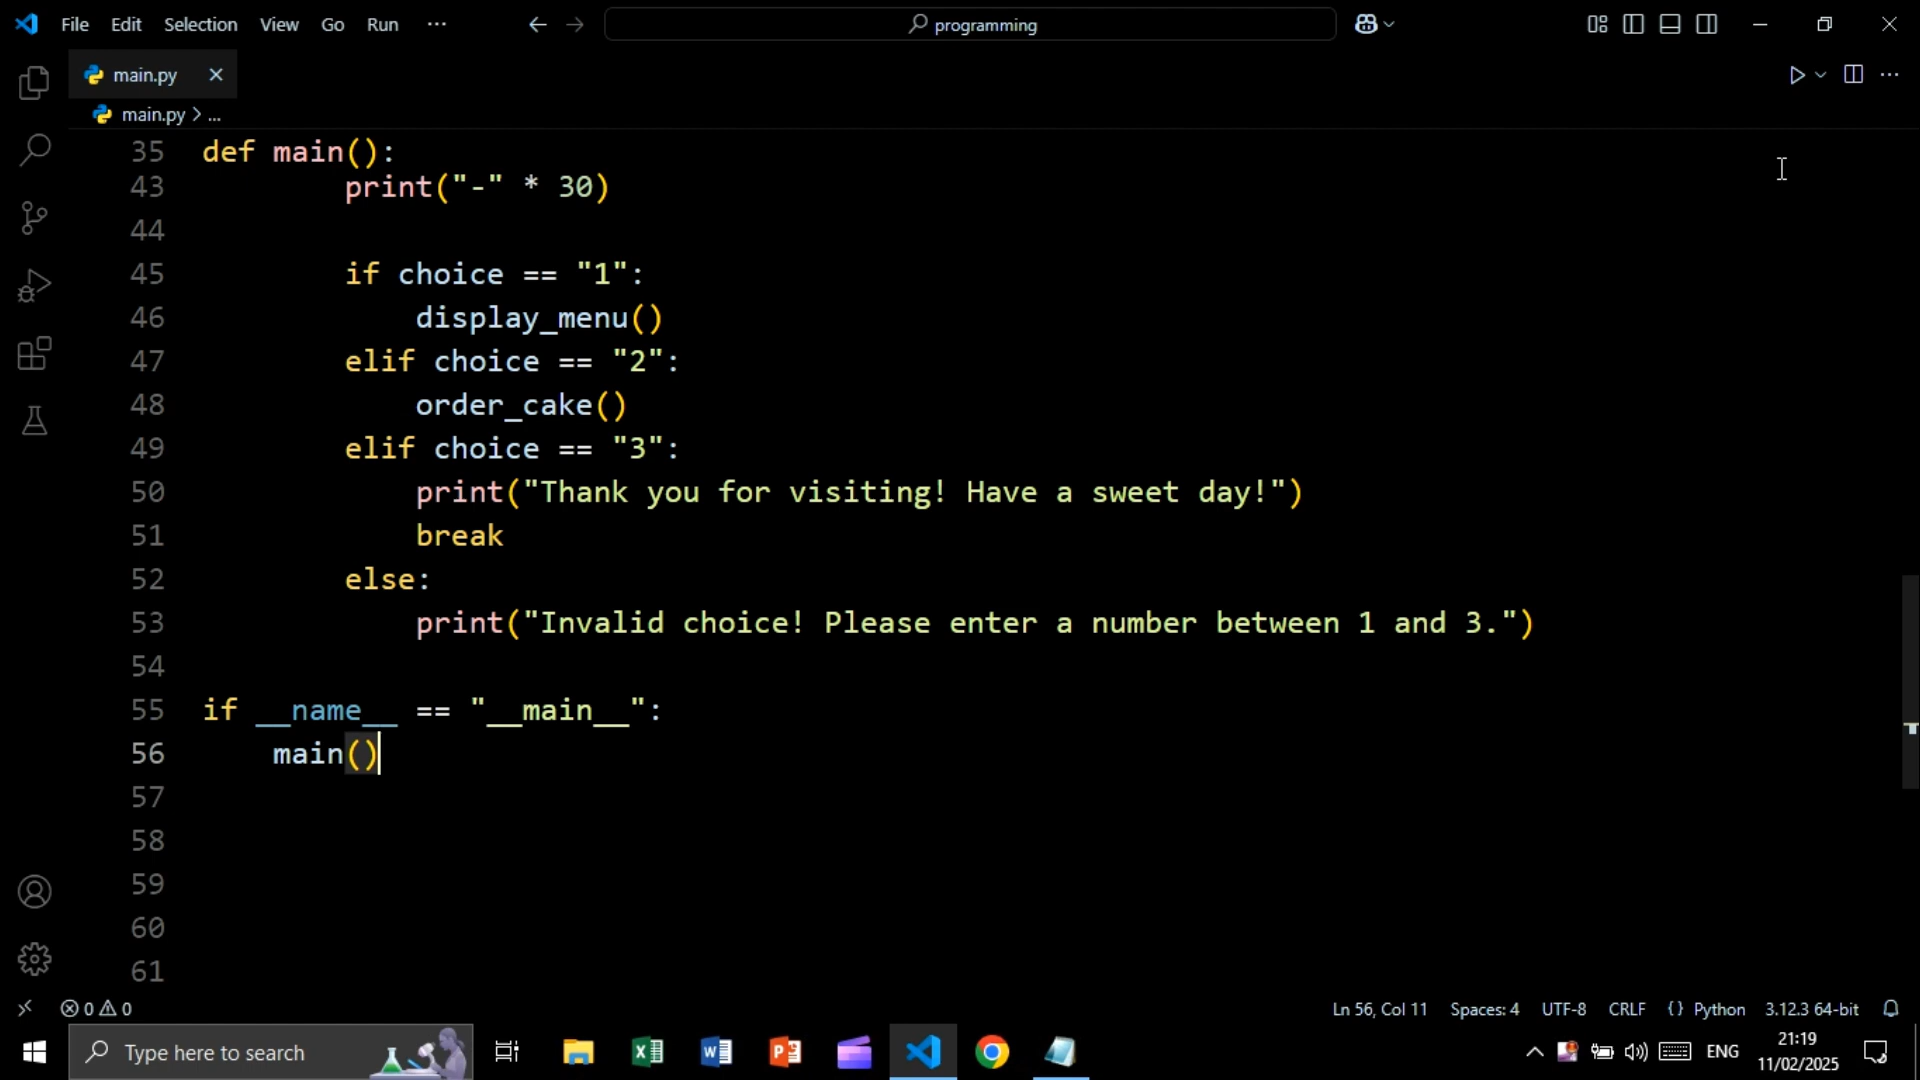 File Edit Selection View Go Run ···
programming
main.py
main.py > ...
35 def main():
43 print("-" * 30)
44
45 if choice == "1":
46 display_menu()
47 elif choice == "2":
48 order_cake()
49 elif choice == "3":
50 print("Thank you for visiting! Have a sweet day!")
51 break
52 else:
53 print("Invalid choice! Please enter a number between 1 and 3.")
54
55 if __name__ == "__main__":
56 main()
57
58
59
60
61
0 0 Ln 56, Col 11 Spaces: 4 UTF-8 CRLF {} Python 3.12.3 64-bit
Type here to search
ENG
21:19
11/02/2025